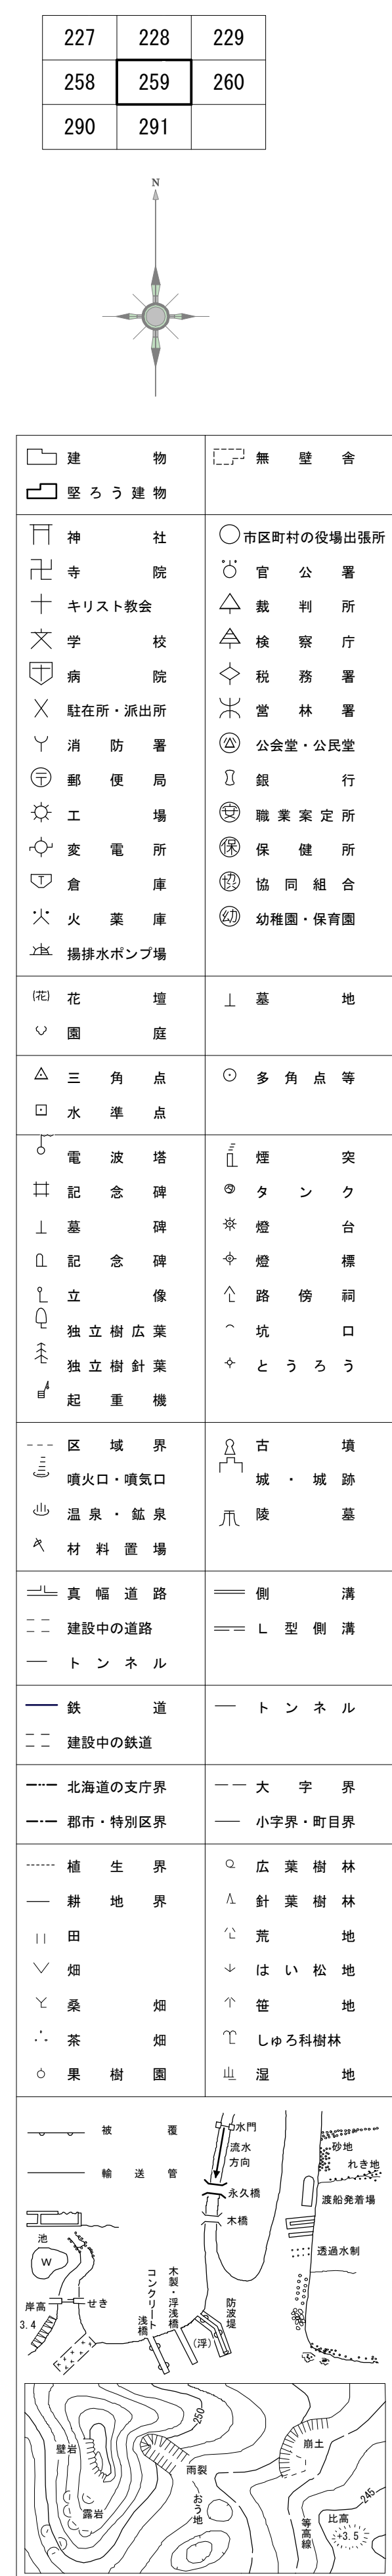 227 228 229
258 259 260
290 291
N
建物 無壁舎
堅ろう建物
神社 市区町村の役場出張所
寺院 官公署
キリスト教会 裁判所
学校 検察庁
病院 税務署
駐在所・派出所 営林署
消防署 公会堂・公民堂
郵便局 銀行
工場 安 職業案定所
変電所 保 保健所
倉庫 協 協同組合
火薬庫 幼 幼稚園・保育園
揚排水ポンプ場
(花) 花壇 墓地
園庭
三角点 多角点等
水準点
電波塔 煙突
記念碑 タンク
墓碑 燈台
記念碑 燈標
立像 路傍祠
独立樹広葉 坑口
独立樹針葉 とうろう
起重機
区域界 古墳
噴火口・噴気口 城・城跡
温泉・鉱泉 陵墓
材料置場
真幅道路 側溝
建設中の道路 L型側溝
トンネル
鉄道 トンネル
建設中の鉄道
北海道の支庁界 大字界
郡市・特別区界 小字界・町目界
植生界 広葉樹林
耕地界 針葉樹林
田 荒地
畑 はい松地
桑畑 笹地
茶畑 しゅろ科樹林
果樹園 湿地
被覆
輸送管
水門
流水
方向
永久橋
木橋
砂地
れき地
渡船発着場
透過水制
池
W
岸高
3.4
せき
コンクリート
浅橋
木製・浮浅橋
防波堤
(浮)
250
壁岩
露岩
雨裂
おう地
崩土
等高線
245
比高
+3.5